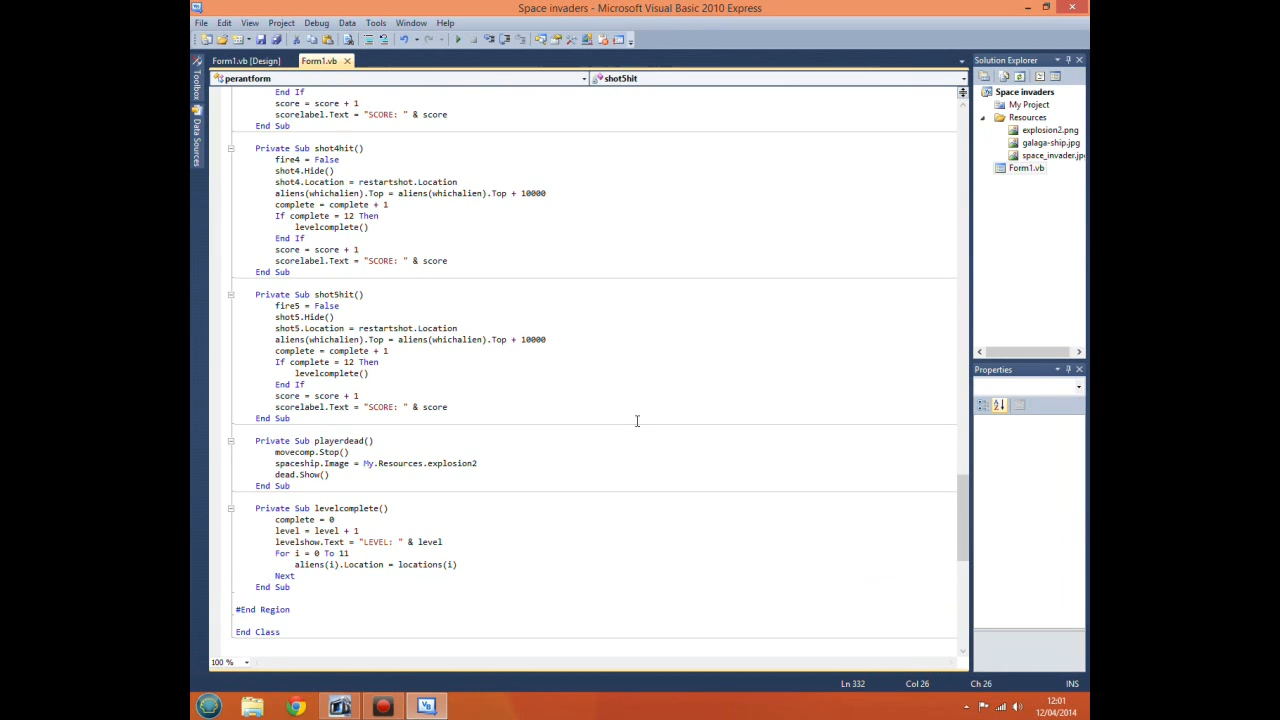 Space invaders - Microsoft Visual Basic 2010 Express
File Edit View Project Debug Data Tools Window Help
Form1.vb [Design] Form1.vb
perantform shot5hit
Toolbox
Data Sources
End If
score = score + 1
scorelabel.Text = "SCORE: " & score
End Sub
Private Sub shot4hit()
fire4 = False
shot4.Hide()
shot4.Location = restartshot.Location
aliens(whichalien).Top = aliens(whichalien).Top + 10000
complete = complete + 1
If complete = 12 Then
levelcomplete()
End If
score = score + 1
scorelabel.Text = "SCORE: " & score
End Sub
Private Sub shot5hit()
fire5 = False
shot5.Hide()
shot5.Location = restartshot.Location
aliens(whichalien).Top = aliens(whichalien).Top + 10000
complete = complete + 1
If complete = 12 Then
levelcomplete()
End If
score = score + 1
scorelabel.Text = "SCORE: " & score
End Sub
Private Sub playerdead()
movecomp.Stop()
spaceship.Image = My.Resources.explosion2
dead.Show()
End Sub
Private Sub levelcomplete()
complete = 0
level = level + 1
levelshow.Text = "LEVEL: " & level
For i = 0 To 11
aliens(i).Location = locations(i)
Next
End Sub
#End Region
End Class
100 %
Solution Explorer
Space invaders
My Project
Resources
explosion2.png
galaga-ship.jpg
space_invader.jp
Form1.vb
Properties
Ln 332 Col 26 Ch 26 INS
12:01
12/04/2014